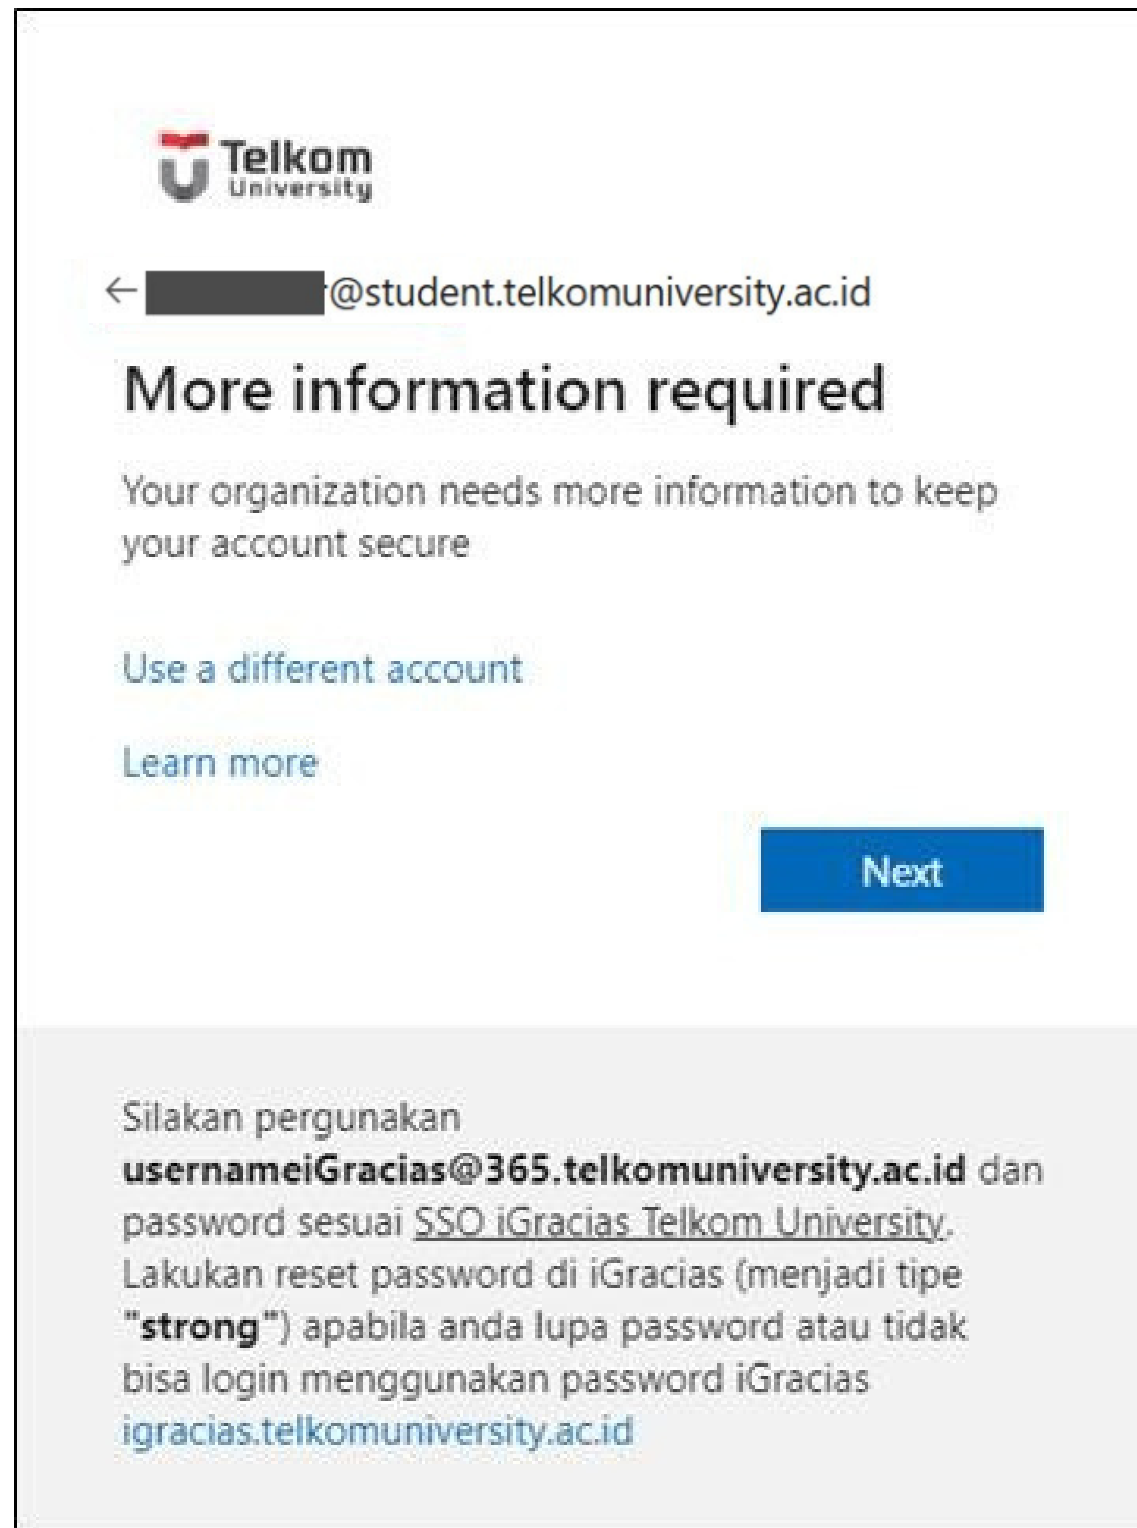 Telkom
University
@student.telkomuniversity.ac.id
More information required
Your organization needs more information to keep
your account secure
Use a different account
Learn more
Next
Silakan pergunakan
usernameiGracias@365.telkomuniversity.ac.id dan
password sesuai SSO iGracias Telkom University.
Lakukan reset password di iGracias (menjadi tipe
"strong") apabila anda lupa password atau tidak
bisa login menggunakan password iGracias
igracias.telkomuniversity.ac.id